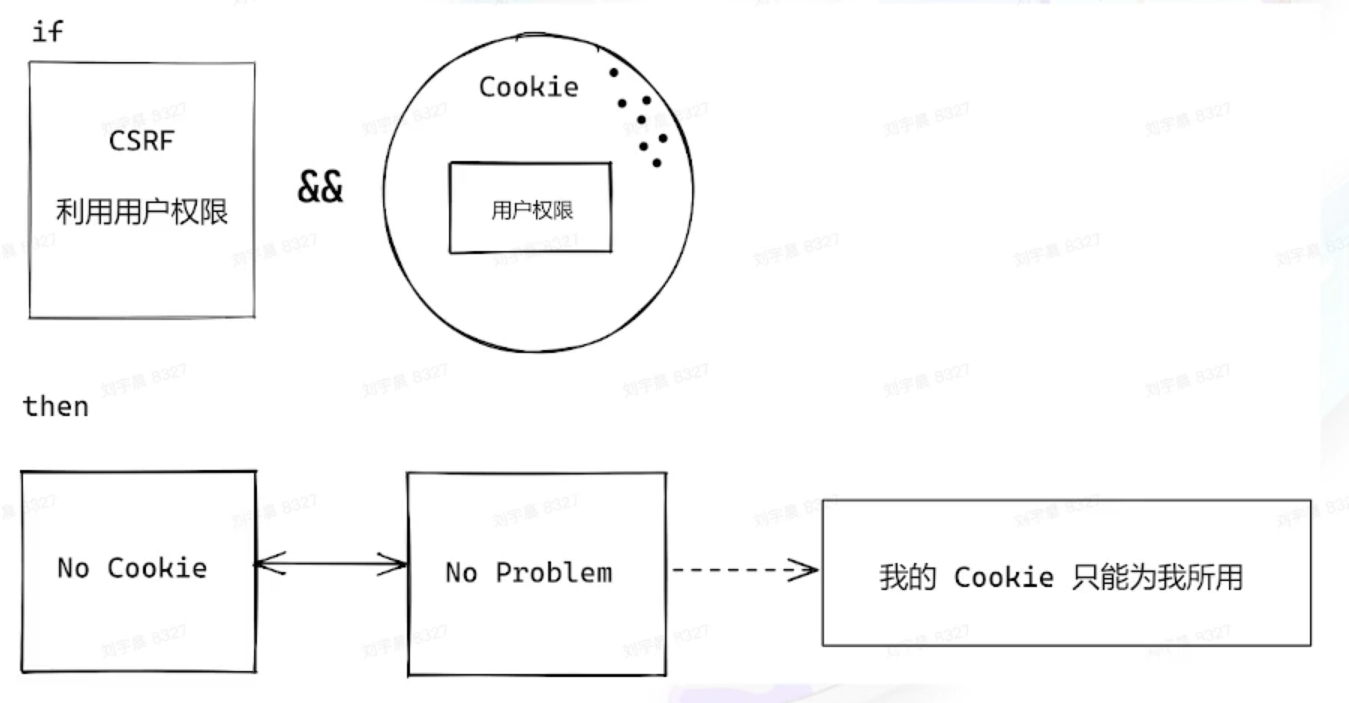 if
CSRF
利用用户权限
&&
Cookie
用户权限
then
No Cookie
No Problem
我的 Cookie 只能为我所用
刘宇晨 8327